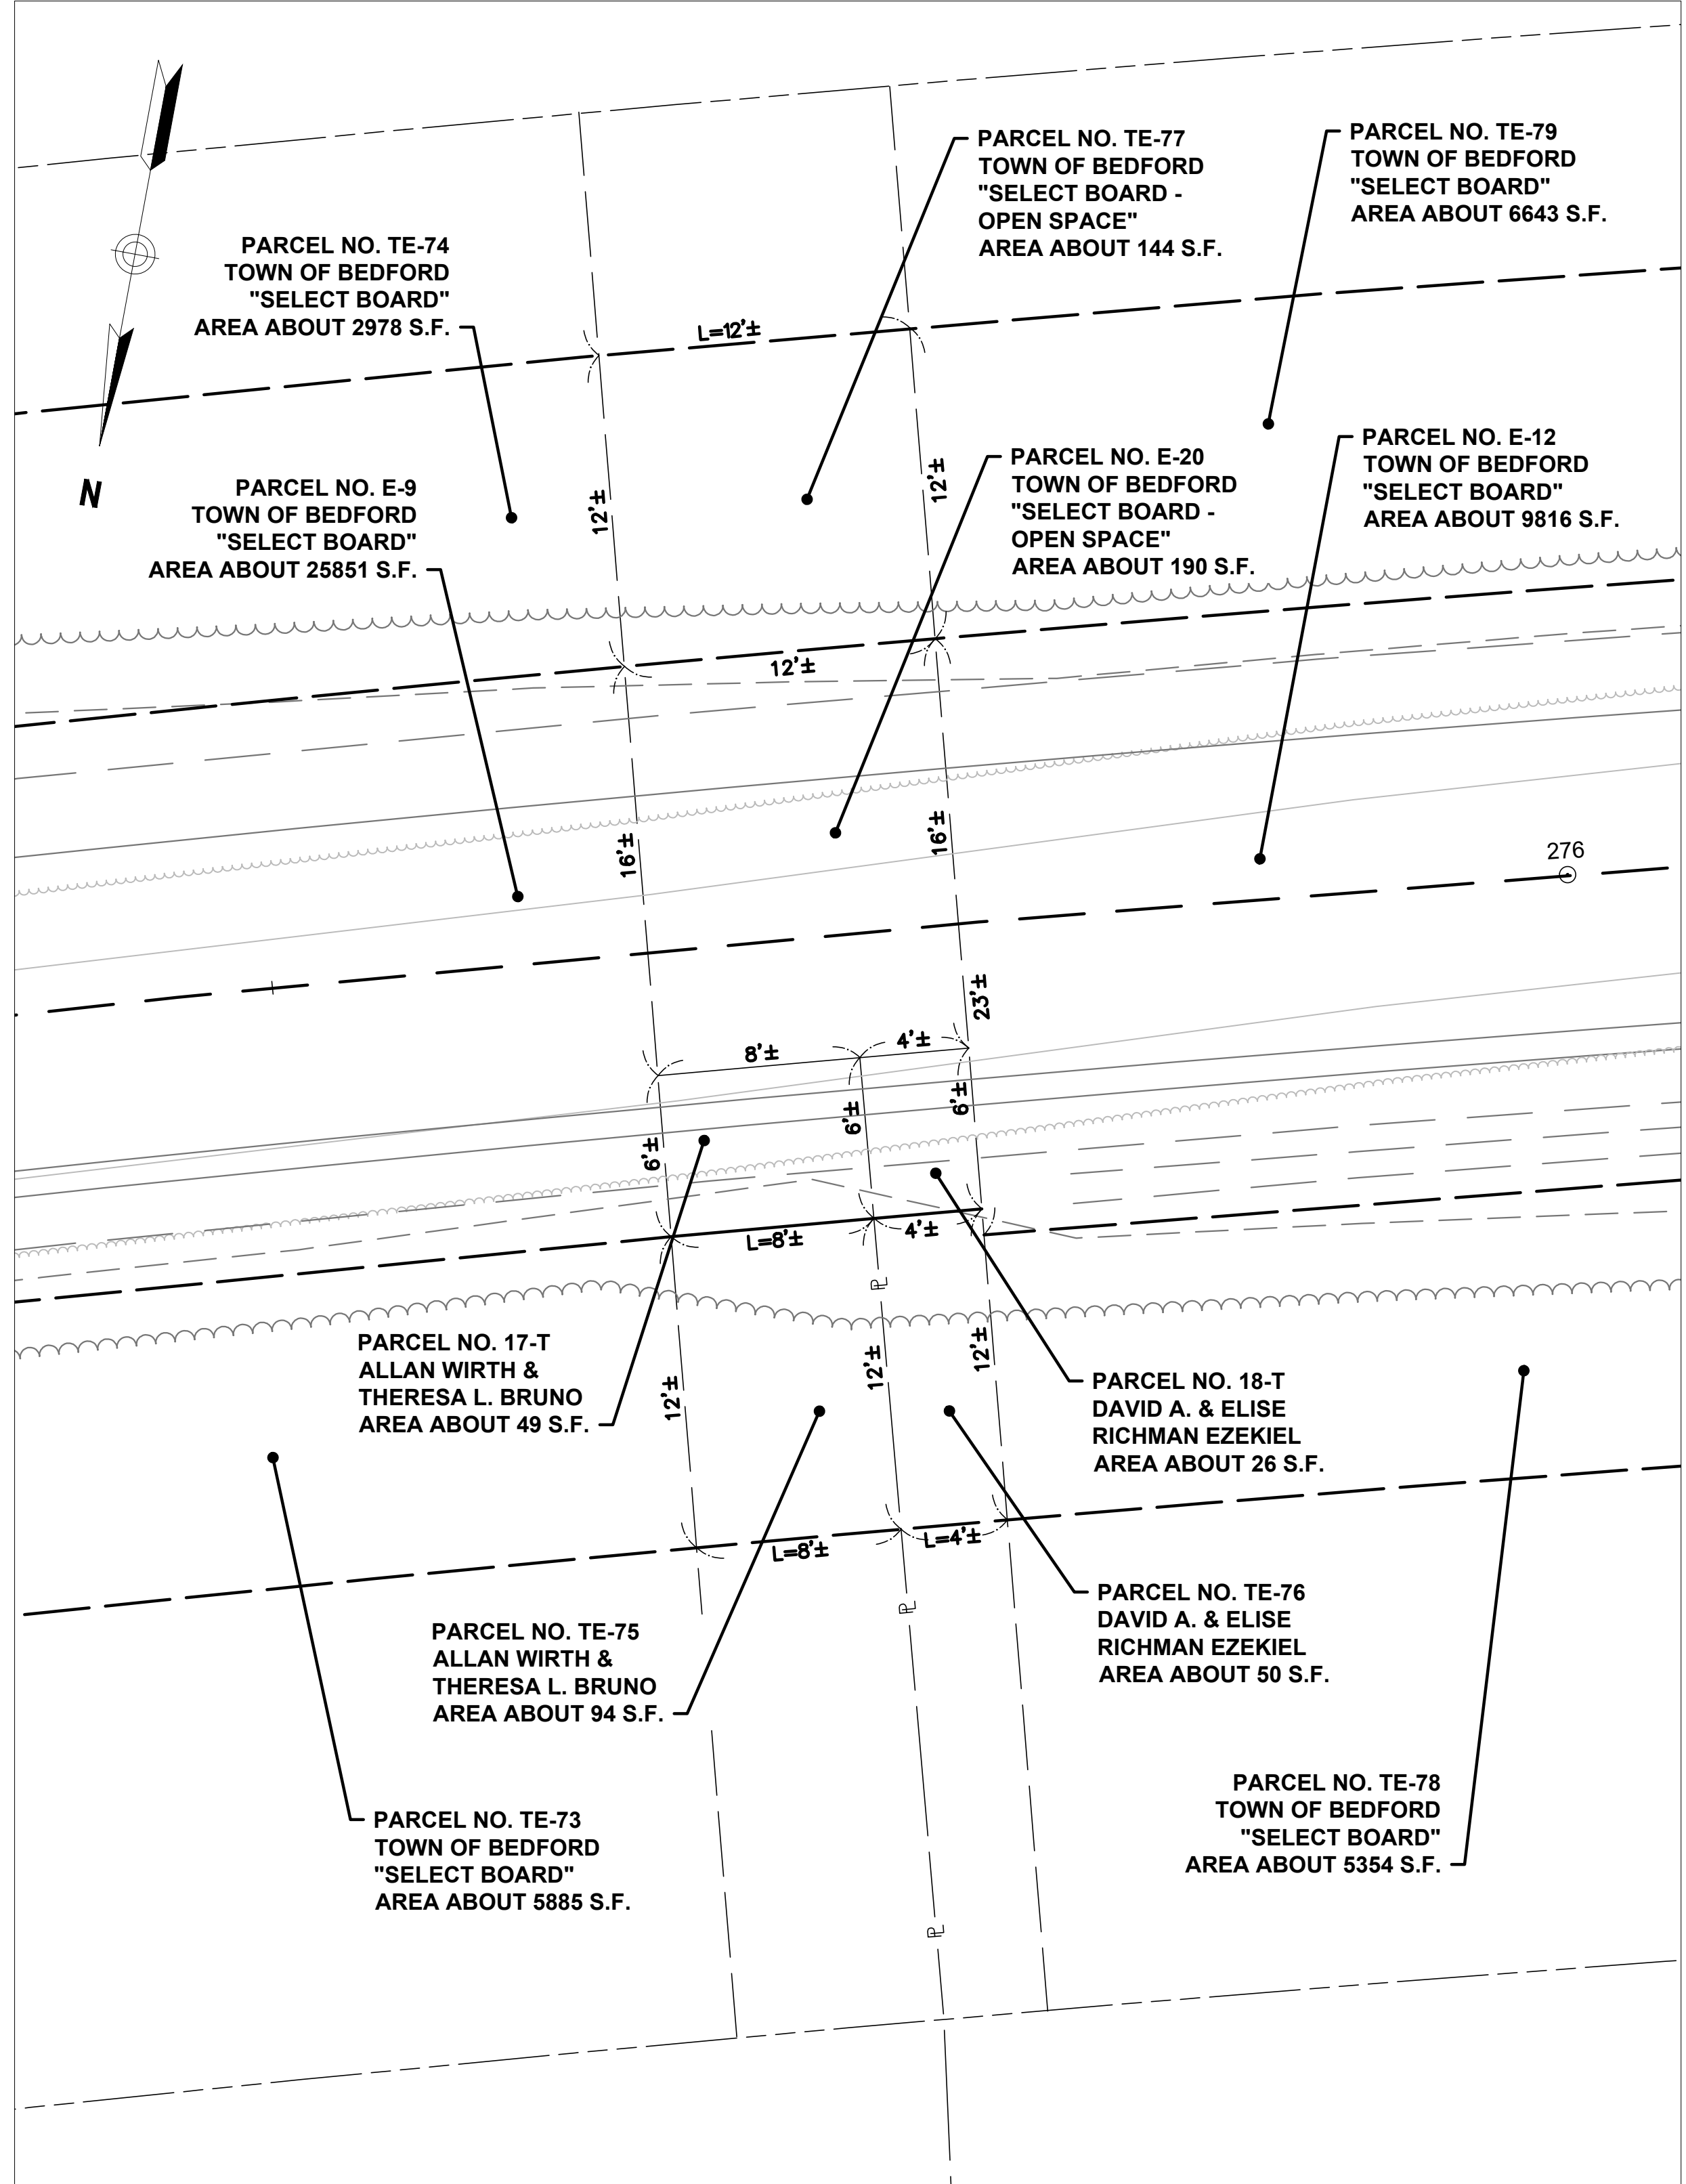 PARCEL NO. TE-77
TOWN OF BEDFORD
"SELECT BOARD -
OPEN SPACE"
AREA ABOUT 144 S.F.
PARCEL NO. TE-79
TOWN OF BEDFORD
"SELECT BOARD"
AREA ABOUT 6643 S.F.
PARCEL NO. TE-74
TOWN OF BEDFORD
"SELECT BOARD"
AREA ABOUT 2978 S.F.
L=12'±
N
PARCEL NO. E-9
TOWN OF BEDFORD
"SELECT BOARD"
AREA ABOUT 25851 S.F.
12'±
12'±
PARCEL NO. E-20
TOWN OF BEDFORD
"SELECT BOARD -
OPEN SPACE"
AREA ABOUT 190 S.F.
PARCEL NO. E-12
TOWN OF BEDFORD
"SELECT BOARD"
AREA ABOUT 9816 S.F.
12'±
16'±
16'±
276
23'±
8'±
4'±
6'±
6'±
6'±
L=8'±
4'±
PL
PARCEL NO. 17-T
ALLAN WIRTH &
THERESA L. BRUNO
AREA ABOUT 49 S.F.
12'±
12'±
12'±
PARCEL NO. 18-T
DAVID A. & ELISE
RICHMAN EZEKIEL
AREA ABOUT 26 S.F.
L=8'±
L=4'±
PL
PARCEL NO. TE-75
ALLAN WIRTH &
THERESA L. BRUNO
AREA ABOUT 94 S.F.
PARCEL NO. TE-76
DAVID A. & ELISE
RICHMAN EZEKIEL
AREA ABOUT 50 S.F.
PARCEL NO. TE-73
TOWN OF BEDFORD
"SELECT BOARD"
AREA ABOUT 5885 S.F.
PL
PARCEL NO. TE-78
TOWN OF BEDFORD
"SELECT BOARD"
AREA ABOUT 5354 S.F.